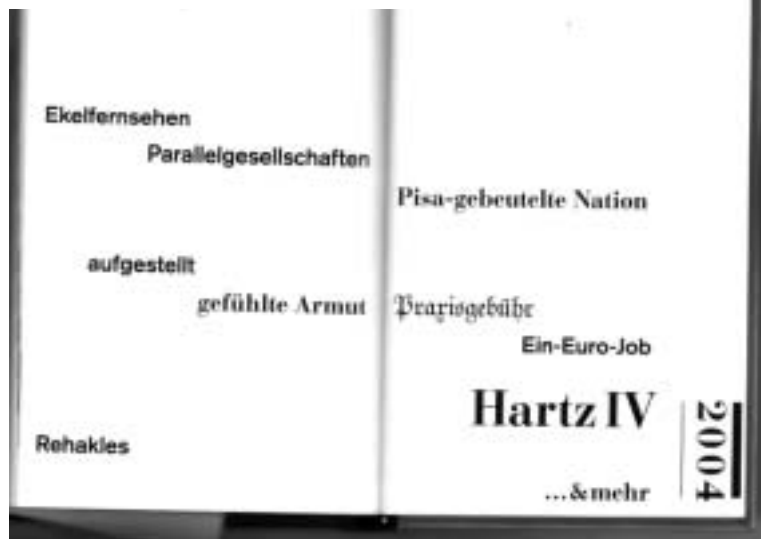 Ekelfernsehen
Parallelgesellschaften
Pisa-gebeutelte Nation
aufgestellt
gefühlte Armut
Praxisgebühr
Ein-Euro-Job
Hartz IV
2004
Rehakles
...&mehr